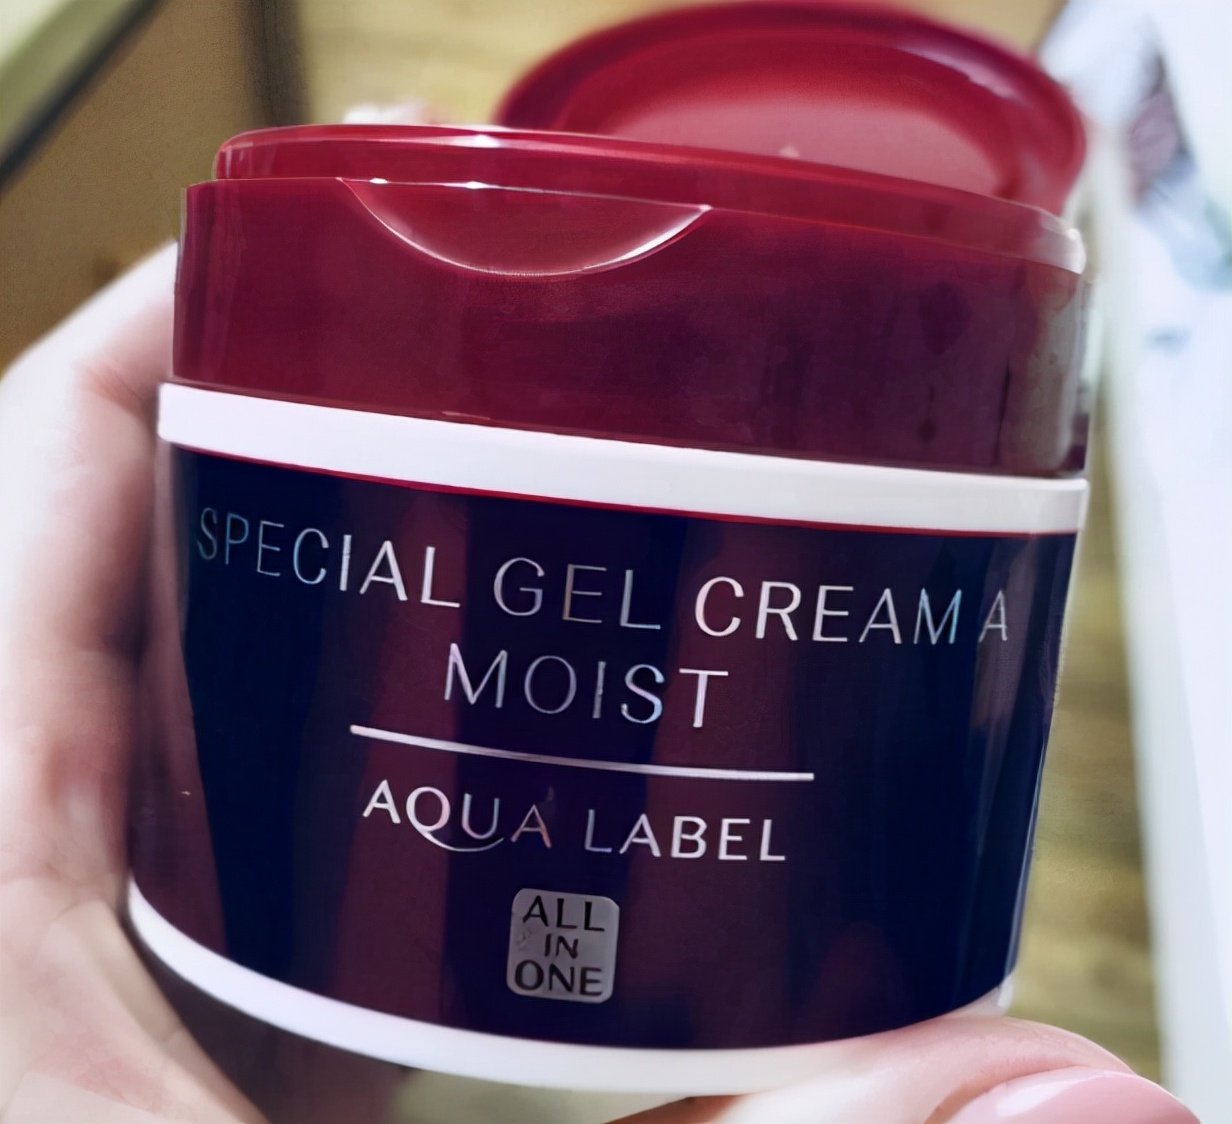 SPECIAL GEL CREAM A
MOIST
AQUA LABEL
ALL
IN
ONE